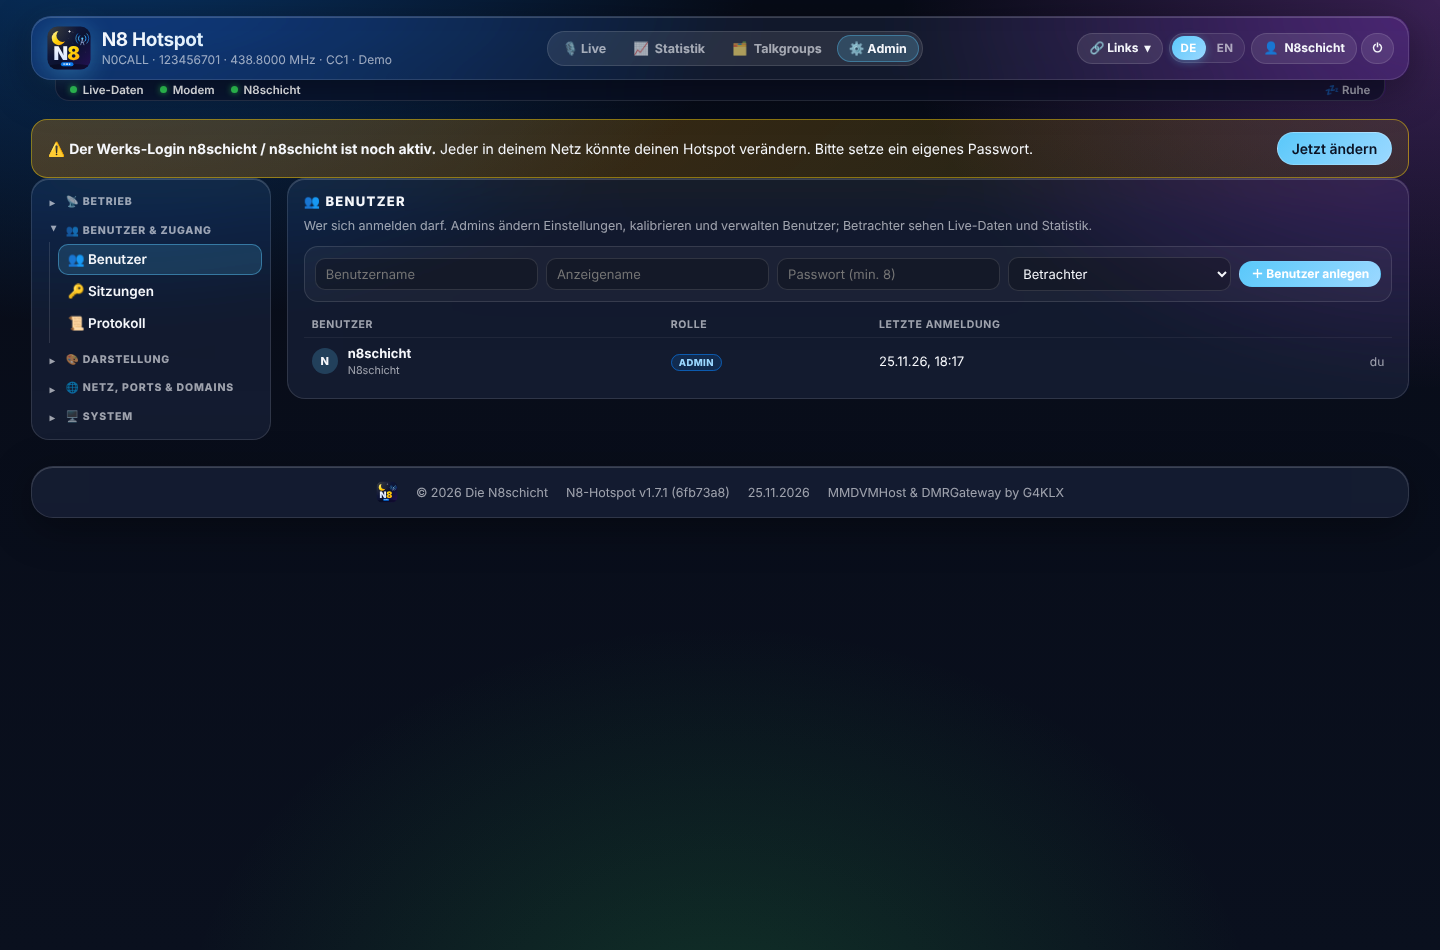 N8 Hotspot
N0CALL · 123456701 · 438.8000 MHz · CC1 · Demo
Live
Statistik
Talkgroups
Admin
Links ▾
DE EN
N8schicht
Live-Daten Modem N8schicht
Ruhe
Der Werks-Login n8schicht / n8schicht ist noch aktiv. Jeder in deinem Netz könnte deinen Hotspot verändern. Bitte setze ein eigenes Passwort.
Jetzt ändern
BETRIEB
BENUTZER & ZUGANG
Benutzer
Sitzungen
Protokoll
DARSTELLUNG
NETZ, PORTS & DOMAINS
SYSTEM
BENUTZER
Wer sich anmelden darf. Admins ändern Einstellungen, kalibrieren und verwalten Benutzer; Betrachter sehen Live-Daten und Statistik.
Benutzername
Anzeigename
Passwort (min. 8)
Betrachter
+ Benutzer anlegen
BENUTZER ROLLE LETZTE ANMELDUNG
N
n8schicht
N8schicht
ADMIN
25.11.26, 18:17
du
N8
© 2026 Die N8schicht N8-Hotspot v1.7.1 (6fb73a8) 25.11.2026 MMDVMHost & DMRGateway by G4KLX